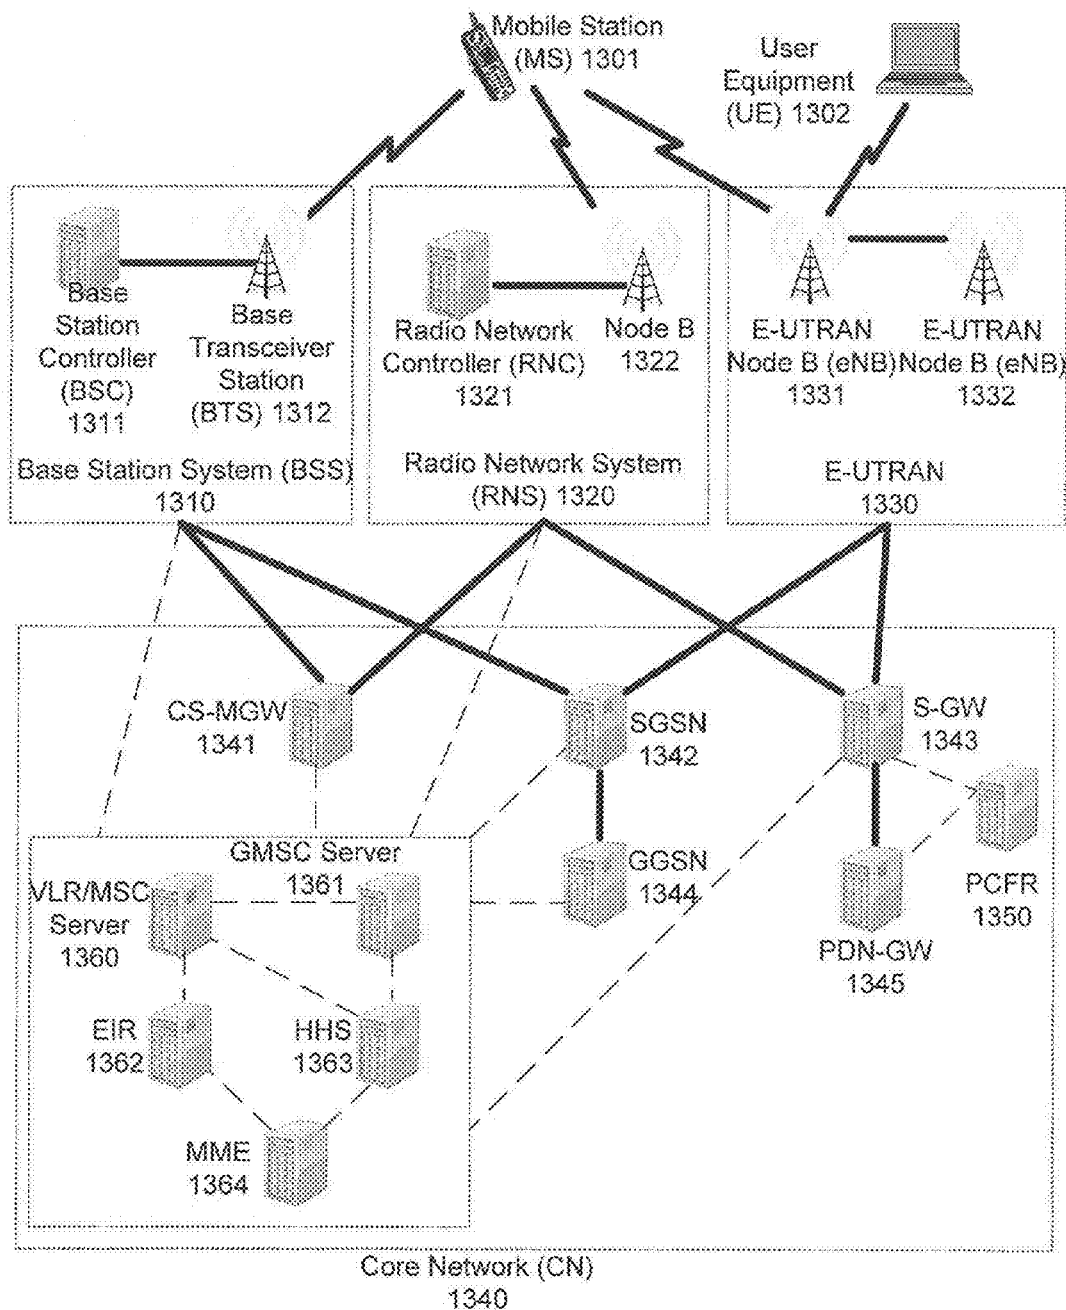 Mobile Station
(MS) 1301
User
Equipment
(UE) 1302
Base
Station
Controller
(BSC)
1311
Base
Transceiver
Station
(BTS) 1312
Base Station System (BSS)
1310
Radio Network
Controller (RNC)
1321
Node B
1322
Radio Network System
(RNS) 1320
E-UTRAN
Node B (eNB)
1331
E-UTRAN
Node B (eNB)
1332
E-UTRAN
1330
CS-MGW
1341
SGSN
1342
S-GW
1343
GMSC Server
1361
GGSN
1344
PCFR
1350
VLR/MSC
Server
1360
PDN-GW
1345
EIR
1362
HHS
1363
MME
1364
Core Network (CN)
1340